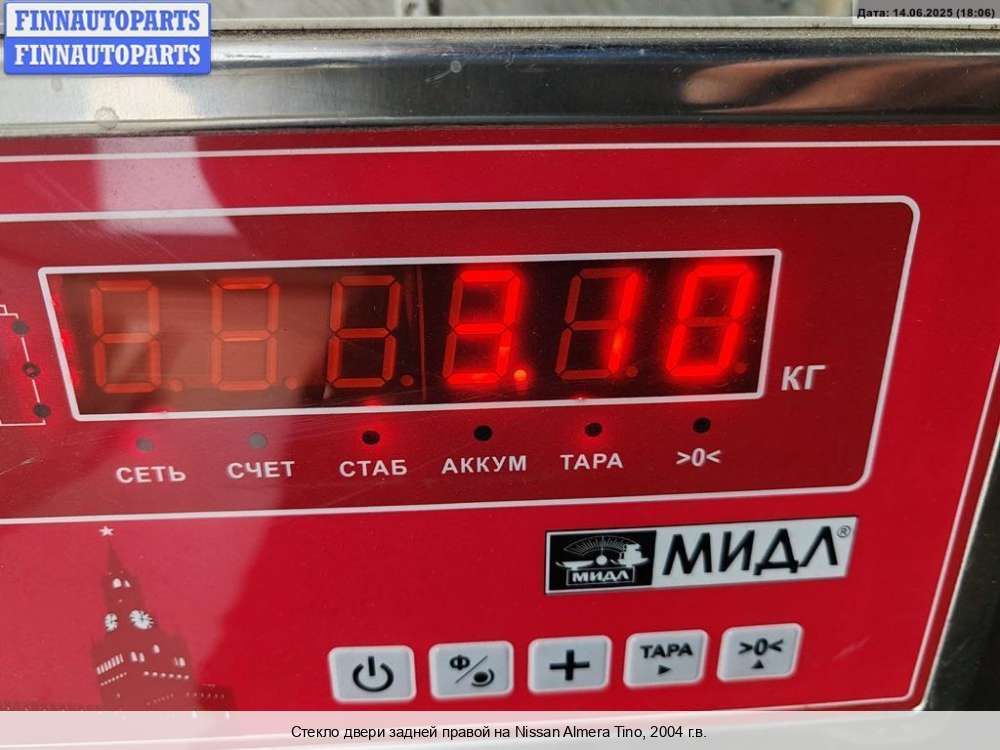 FINNAUTOPARTS
FINNAUTOPARTS
Дата: 14.06.2025 (18:06)
3.10
КГ
СЕТЬ СЧЕТ СТАБ АККУМ ТАРА >0<
МИДЛ МИДЛ®
Ф ТАРА >0<
Стекло двери задней правой на Nissan Almera Tino, 2004 г.в.